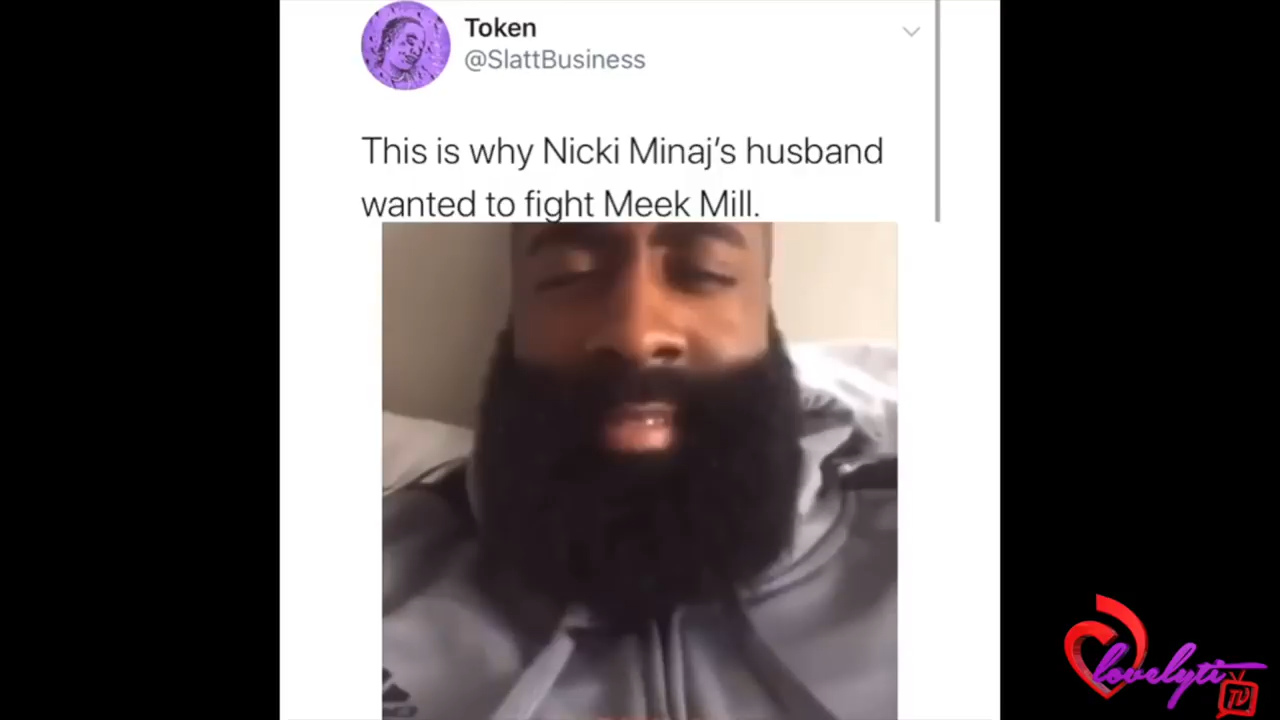 Token
@SlattBusiness
This is why Nicki Minaj's husband
wanted to fight Meek Mill.
lovelyti
TV